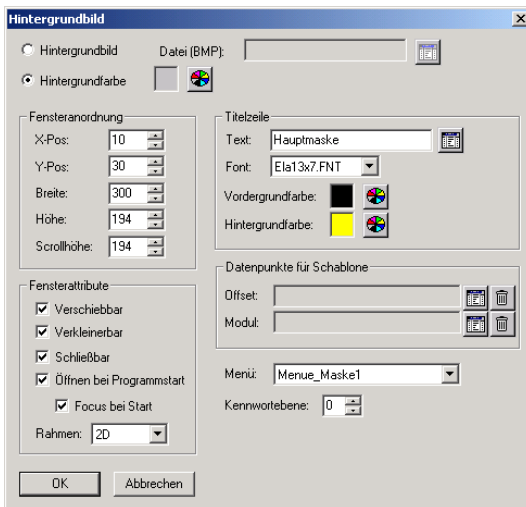 Hintergrundbild
Hintergrundbild Datei (BMP):
Hintergrundfarbe
Fensteranordnung
X-Pos: 10
Y-Pos: 30
Breite: 300
Höhe: 194
Scrollhöhe: 194
Titelzeile
Text: Hauptmaske
Font: Ela13x7.FNT
Vordergrundfarbe:
Hintergrundfarbe:
Datenpunkte für Schablone
Offset:
Modul:
Fensterattribute
Verschiebbar
Verkleinerbar
Schließbar
Öffnen bei Programmstart
Focus bei Start
Rahmen: 2D
Menü: Menue_Maske1
Kennwortebene: 0
OK Abbrechen